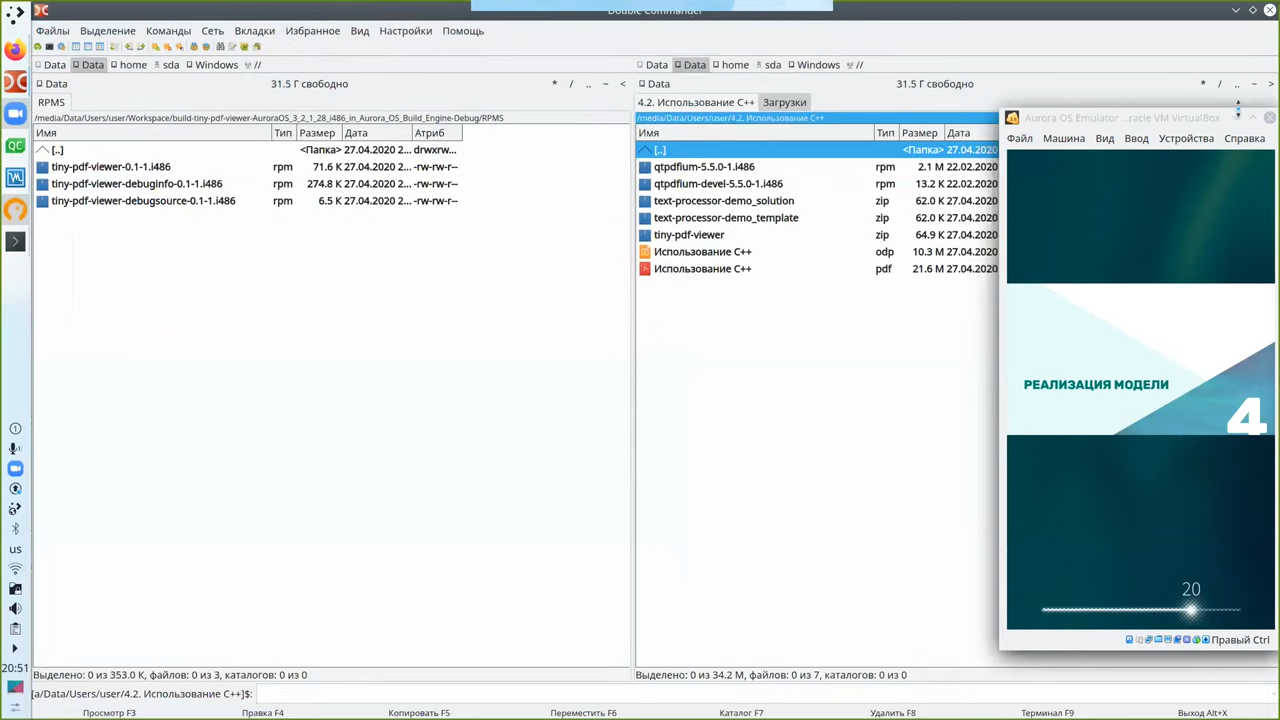 Double Commander
Файлы Выделение Команды Сеть Вкладки Избранное Вид Настройки Помощь
Data Data home sda Windows //
Data 31.5 Г свободно * / .. ~ <
RPMS
/media/Data/Users/user/Workspace/build-tiny-pdf-viewer-AuroraOS_3_2_1_28_i486_in_Aurora_OS_Build_Engine-Debug/RPMS
Имя Тип Размер Дата Атриб
[..] <Папка> 27.04.2020 2... drwxrw...
tiny-pdf-viewer-0.1-1.i486 rpm 71.6 K 27.04.2020 2... -rw-rw-r--
tiny-pdf-viewer-debuginfo-0.1-1.i486 rpm 274.8 K 27.04.2020 2... -rw-rw-r--
tiny-pdf-viewer-debugsource-0.1-1.i486 rpm 6.5 K 27.04.2020 2... -rw-rw-r--
Выделено: 0 из 353.0 K, файлы: 0 из 3, каталогов: 0 из 0
Data Data home sda Windows //
Data 31.5 Г свободно * / .. ~ >
4.2. Использование C++ Загрузки
/media/Data/Users/user/4.2. Использование C++
Имя Тип Размер Дата
[..] <Папка> 27.04.2020
qtpdfium-5.5.0-1.i486 rpm 2.1 M 22.02.2020
qtpdfium-devel-5.5.0-1.i486 rpm 13.2 K 22.02.2020
text-processor-demo_solution zip 62.0 K 27.04.2020
text-processor-demo_template zip 62.0 K 27.04.2020
tiny-pdf-viewer zip 64.9 K 27.04.2020
Использование C++ odp 10.3 M 27.04.2020
Использование C++ pdf 21.6 M 27.04.2020
Выделено: 0 из 34.2 M, файлы: 0 из 7, каталогов: 0 из 0
Aurora OS Emulator ...racle VM VirtualBox
Файл Машина Вид Ввод Устройства Справка
РЕАЛИЗАЦИЯ МОДЕЛИ
4
20
Правый Ctrl
QC
us
20:51
[a/Data/Users/user/4.2. Использование C++]$:
Просмотр F3 Правка F4 Копировать F5 Переместить F6 Каталог F7 Удалить F8 Терминал F9 Выход Alt+X